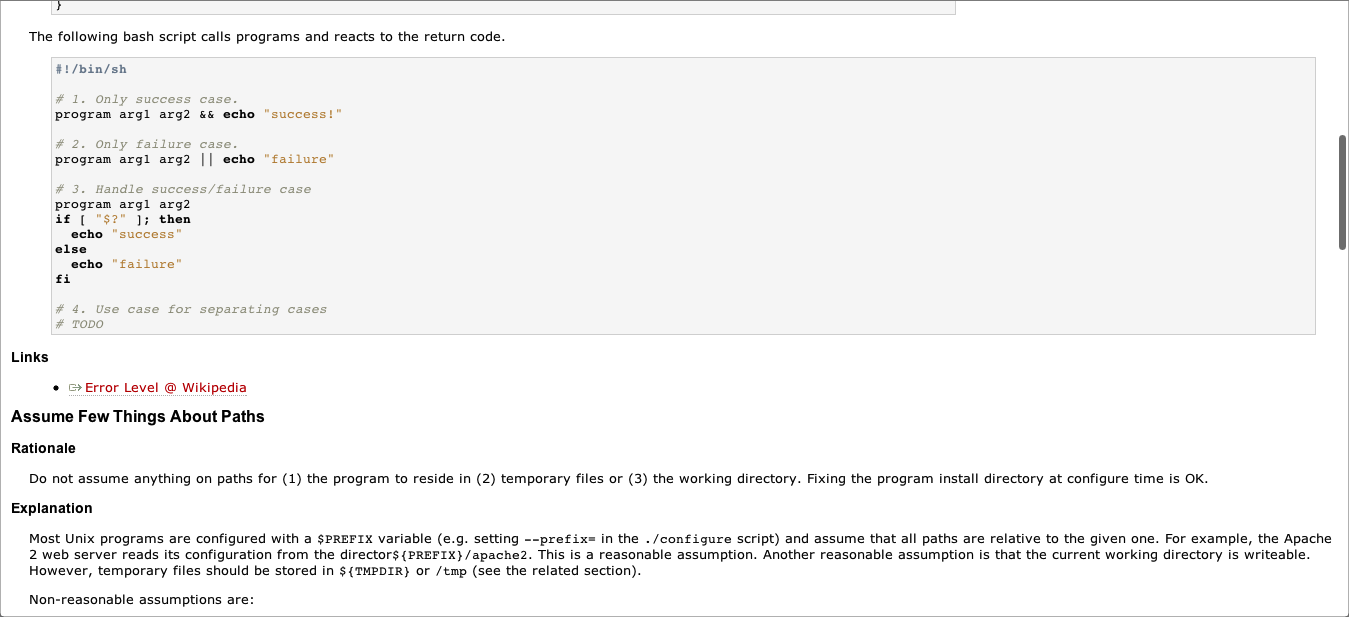 }
The following bash script calls programs and reacts to the return code.
#!/bin/sh
# 1. Only success case.
program arg1 arg2 && echo "success!"
# 2. Only failure case.
program arg1 arg2 || echo "failure"
# 3. Handle success/failure case
program arg1 arg2
if [ "$?" ]; then
  echo "success"
else
  echo "failure"
fi
# 4. Use case for separating cases
# TODO
Links
• Error Level @ Wikipedia
Assume Few Things About Paths
Rationale
Do not assume anything on paths for (1) the program to reside in (2) temporary files or (3) the working directory. Fixing the program install directory at configure time is OK.
Explanation
Most Unix programs are configured with a $PREFIX variable (e.g. setting --prefix= in the ./configure script) and assume that all paths are relative to the given one. For example, the Apache
2 web server reads its configuration from the director${PREFIX}/apache2. This is a reasonable assumption. Another reasonable assumption is that the current working directory is writeable.
However, temporary files should be stored in ${TMPDIR} or /tmp (see the related section).
Non-reasonable assumptions are: